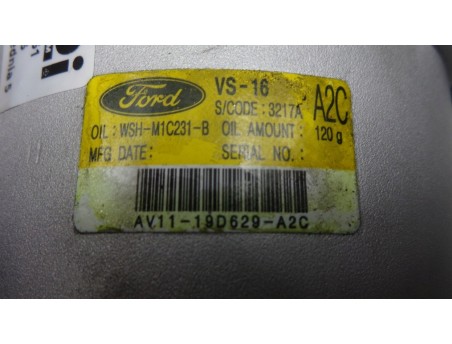 Ford
VS-16
S/CODE : 3217A
A2C
OIL : WSH-M1C231-B OIL AMOUNT : 120 g
MFG DATE: SERIAL NO. :
AV11-19D629-A2C